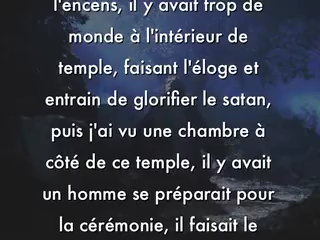 l'encens, il y avait trop de
monde à l'intérieur de
temple, faisant l'éloge et
entrain de glorifier le satan,
puis j'ai vu une chambre à
côté de ce temple, il y avait
un homme se préparait pour
la cérémonie, il faisait le